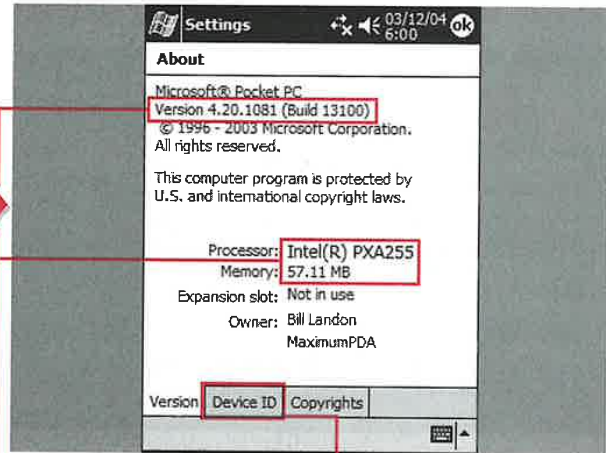 Settings
03/12/04
6:00
ok
About
Microsoft® Pocket PC
Version 4.20.1081 (Build 13100)
© 1996 - 2003 Microsoft Corporation.
All rights reserved.
This computer program is protected by
U.S. and international copyright laws.
Processor: Intel(R) PXA255
Memory: 57.11 MB
Expansion slot: Not in use
Owner: Bill Landon
MaximumPDA
Version Device ID Copyrights